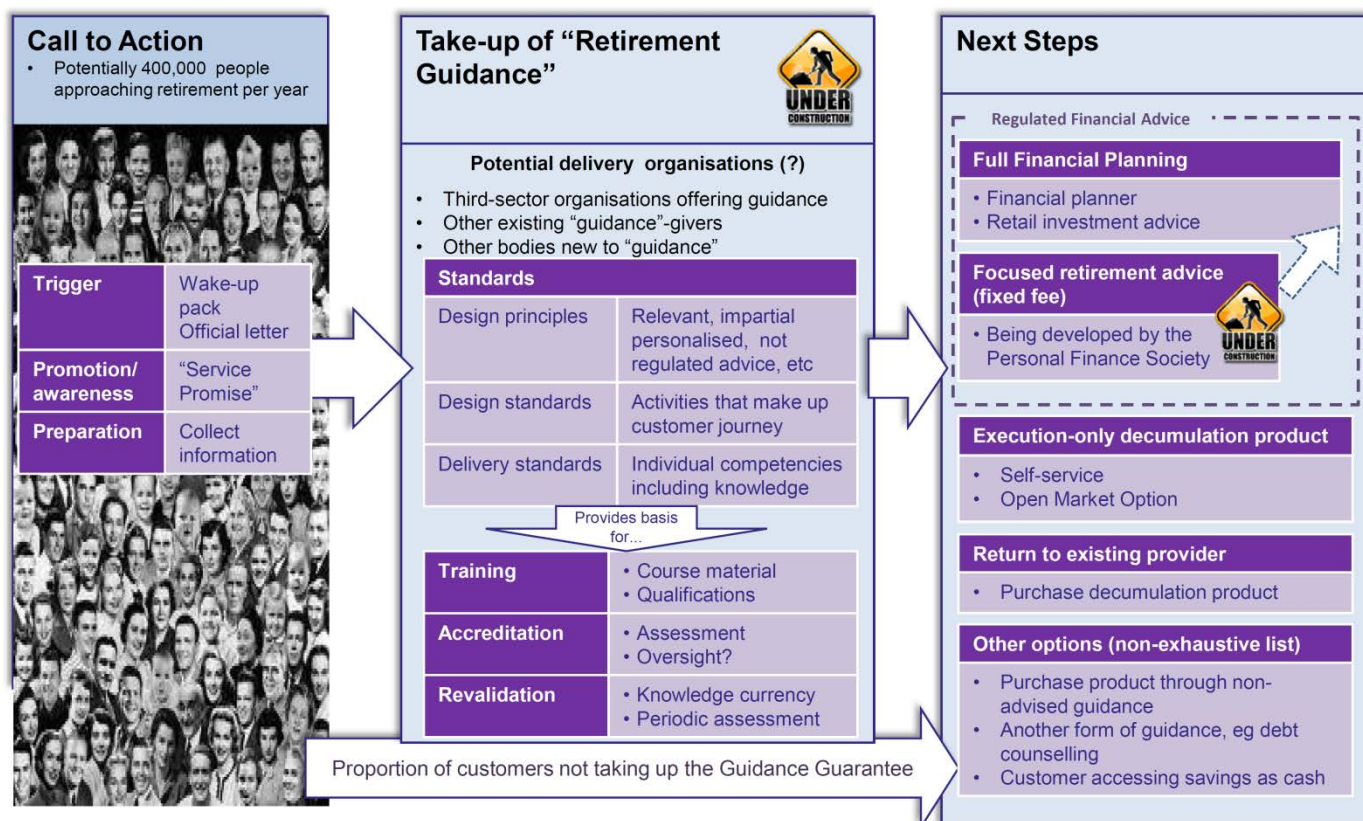 Call to Action
• Potentially 400,000 people
approaching retirement per year
Trigger
Wake-up
pack
Official letter
Promotion/
awareness
“Service
Promise”
Preparation
Collect
information
Take-up of “Retirement
Guidance”
UNDER
CONSTRUCTION
Potential delivery organisations (?)
• Third-sector organisations offering guidance
• Other existing “guidance”-givers
• Other bodies new to “guidance”
Standards
Design principles
Relevant, impartial
personalised, not
regulated advice, etc
Design standards
Activities that make up
customer journey
Delivery standards
Individual competencies
including knowledge
Provides basis
for...
Training
• Course material
• Qualifications
Accreditation
• Assessment
• Oversight?
Revalidation
• Knowledge currency
• Periodic assessment
Proportion of customers not taking up the Guidance Guarantee
Next Steps
Regulated Financial Advice
Full Financial Planning
• Financial planner
• Retail investment advice
Focused retirement advice
(fixed fee)
• Being developed by the
Personal Finance Society
UNDER
CONSTRUCTION
Execution-only decumulation product
• Self-service
• Open Market Option
Return to existing provider
• Purchase decumulation product
Other options (non-exhaustive list)
• Purchase product through non-
advised guidance
• Another form of guidance, eg debt
counselling
• Customer accessing savings as cash